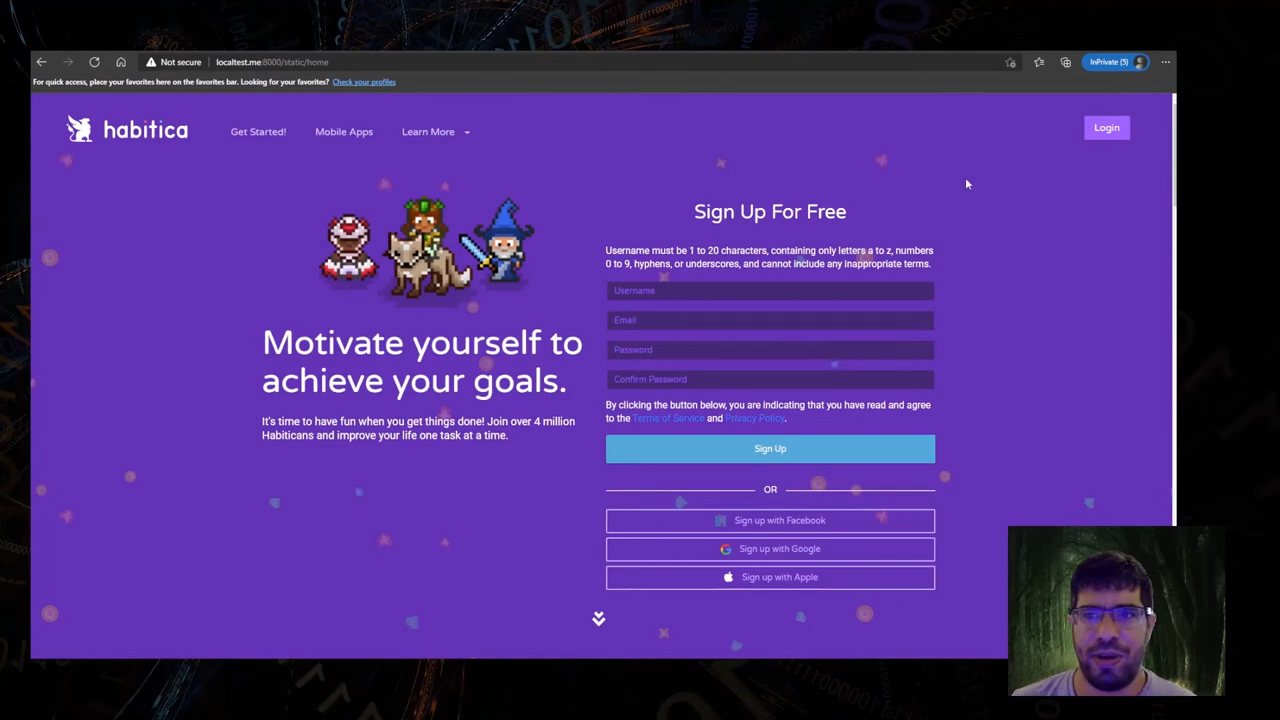 Not secure
localtest.me:8000/static/home
InPrivate (5)
For quick access, place your favorites here on the favorites bar. Looking for your favorites? Check your profiles
habitica
Get Started!
Mobile Apps
Learn More
Login
Sign Up For Free
Username must be 1 to 20 characters, containing only letters a to z, numbers
0 to 9, hyphens, or underscores, and cannot include any inappropriate terms.
Username
Email
Password
Confirm Password
By clicking the button below, you are indicating that you have read and agree
to the Terms of Service and Privacy Policy.
Sign Up
OR
Sign up with Facebook
Sign up with Google
Sign up with Apple
Motivate yourself to
achieve your goals.
It's time to have fun when you get things done! Join over 4 million
Habiticans and improve your life one task at a time.